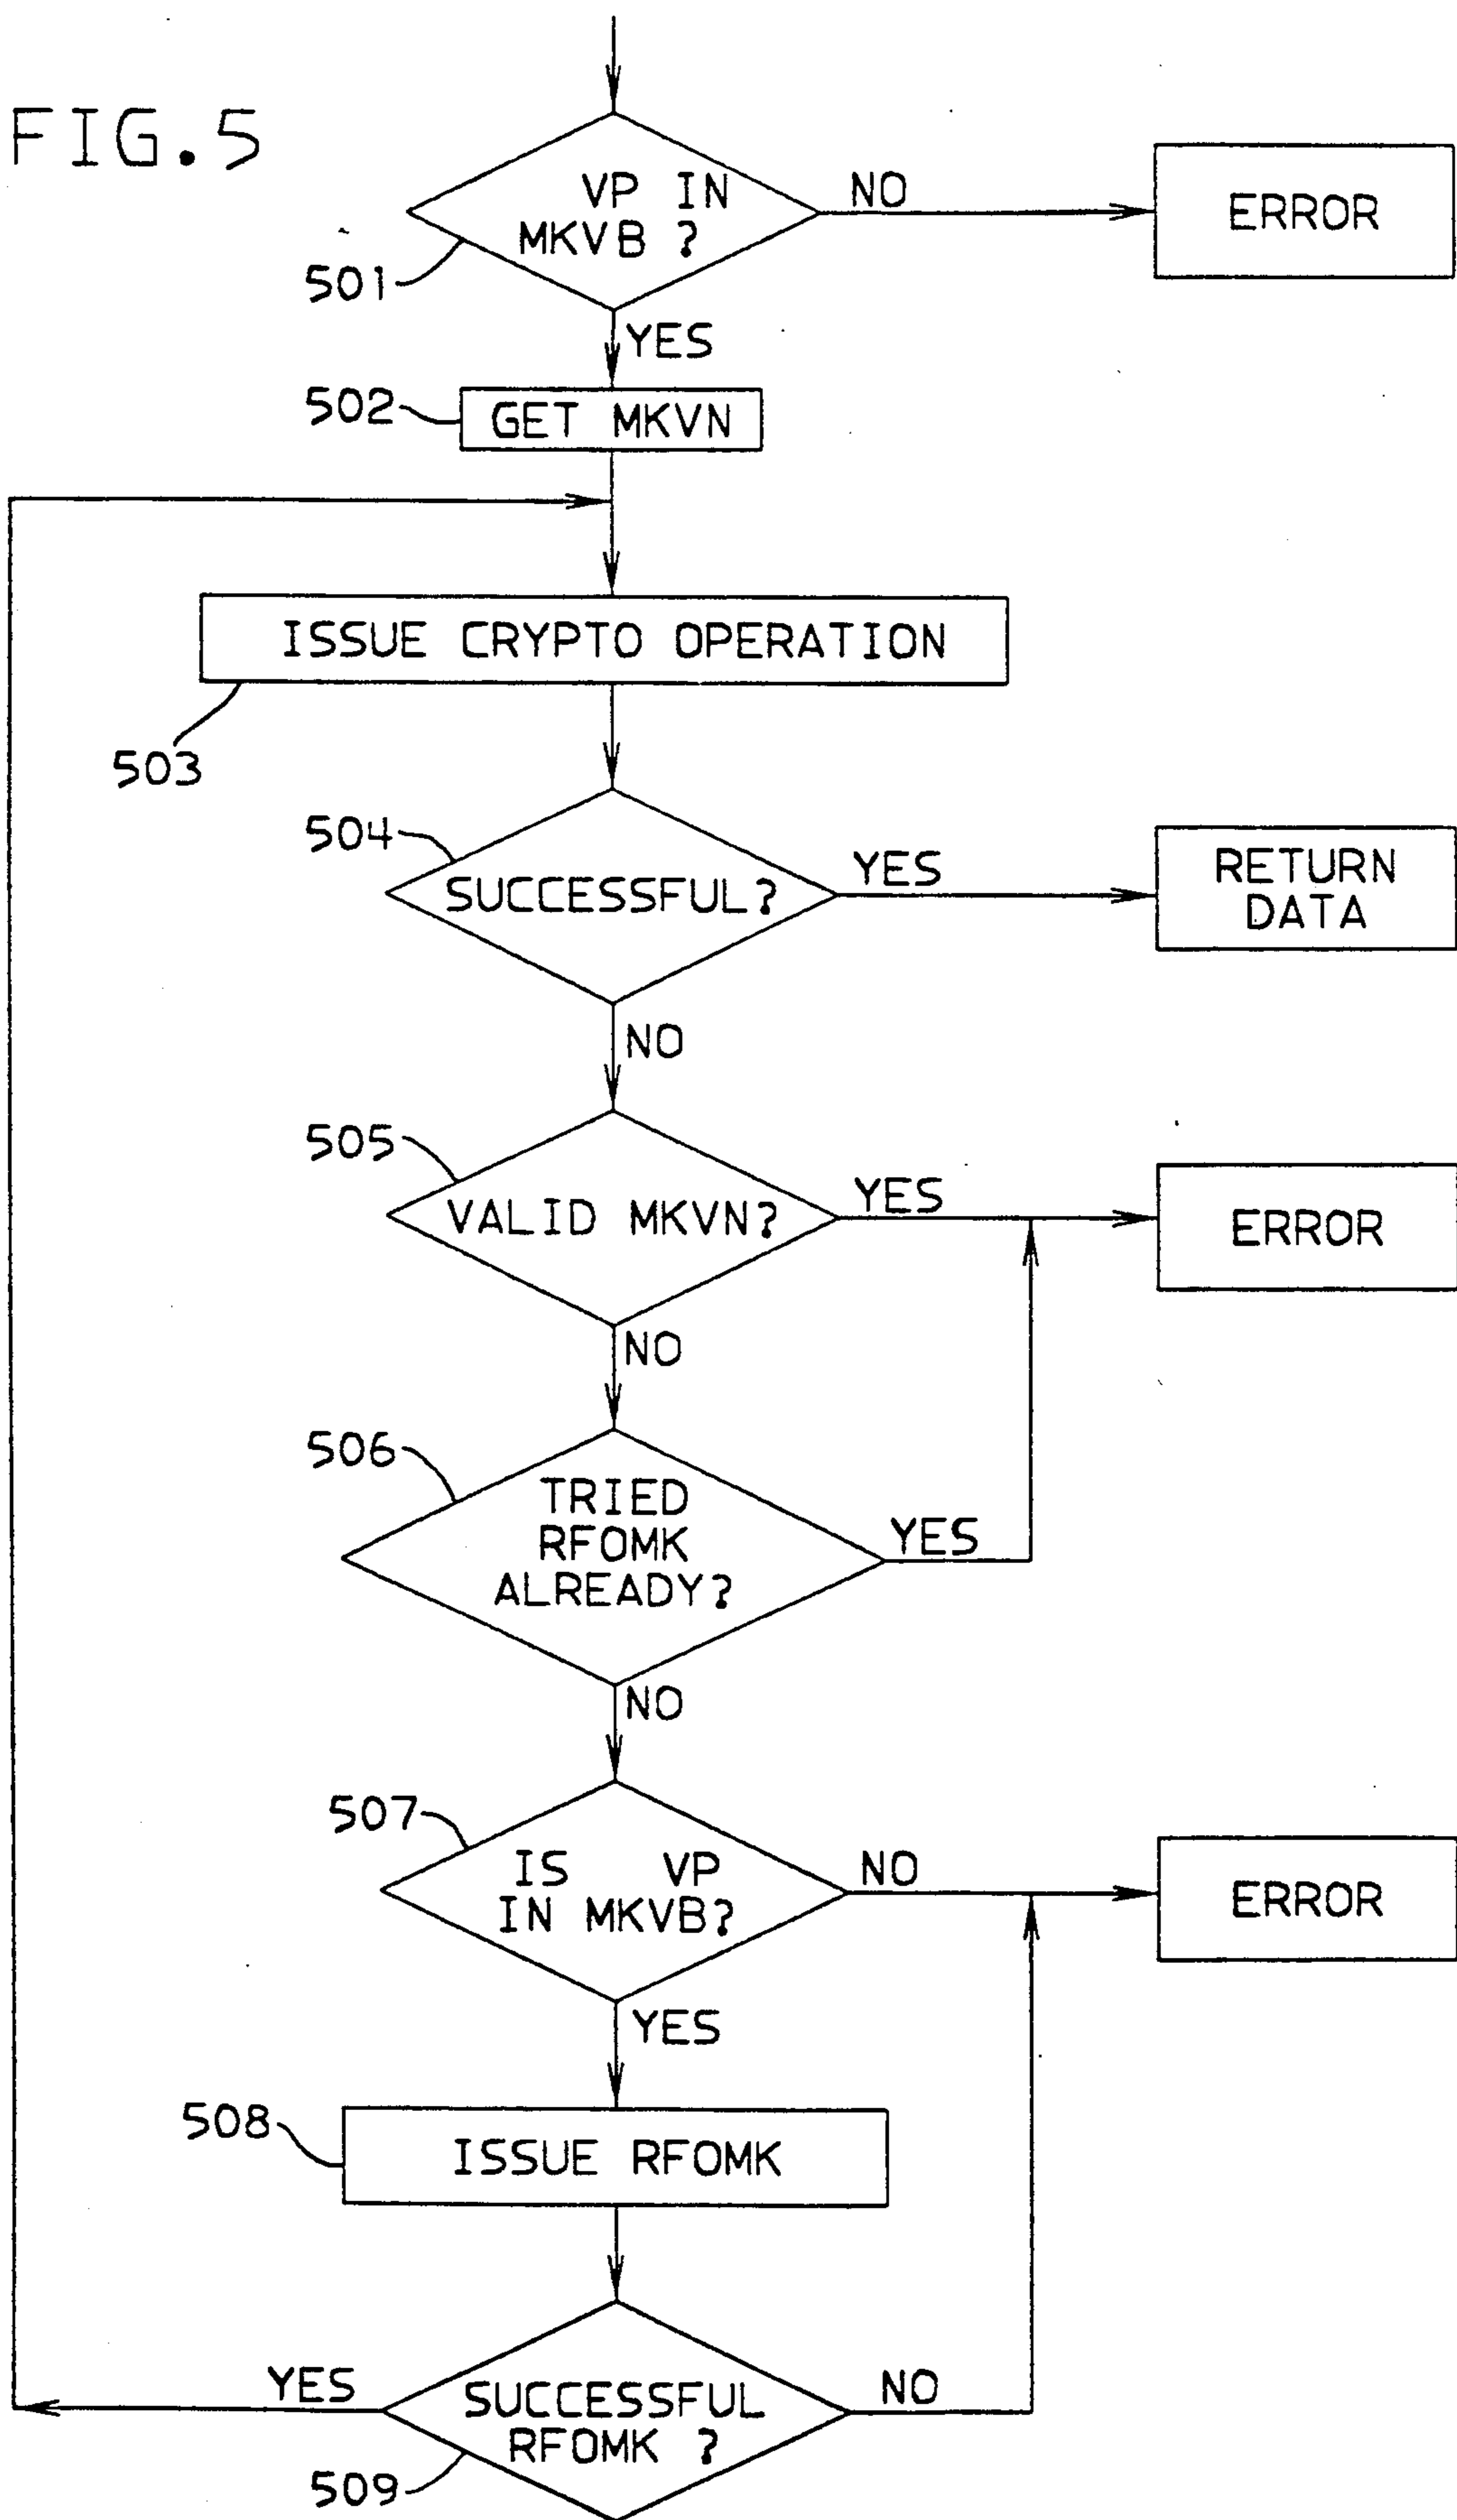 FIG.5
VP IN
MKVB ?
NO
ERROR
501
YES
502
GET MKVN
ISSUE CRYPTO OPERATION
503
504
SUCCESSFUL?
YES
RETURN
DATA
NO
505
VALID MKVN?
YES
ERROR
NO
506
TRIED
RFOMK
ALREADY?
YES
NO
507
IS VP
IN MKVB?
NO
ERROR
YES
508
ISSUE RFOMK
YES
SUCCESSFUL
RFOMK ?
NO
509